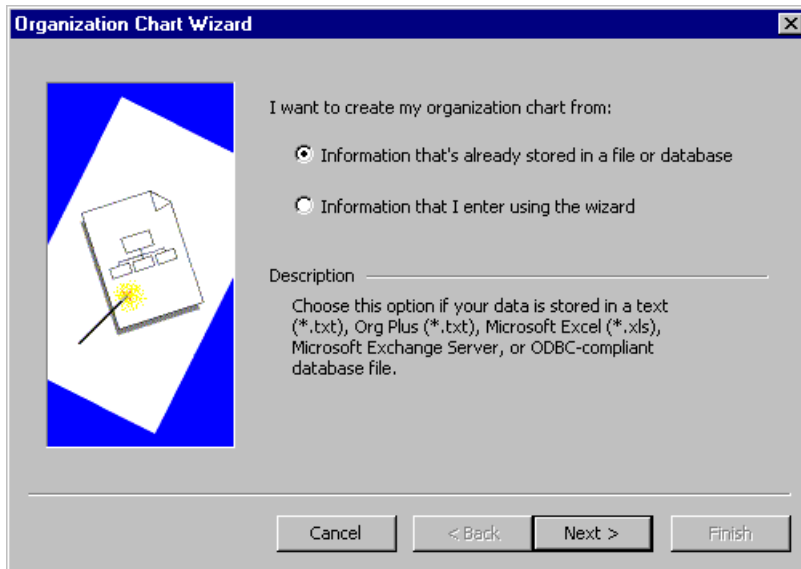 Organization Chart Wizard
I want to create my organization chart from:
Information that's already stored in a file or database
Information that I enter using the wizard
Description
Choose this option if your data is stored in a text
(*.txt), Org Plus (*.txt), Microsoft Excel (*.xls),
Microsoft Exchange Server, or ODBC-compliant
database file.
Cancel < Back Next > Finish